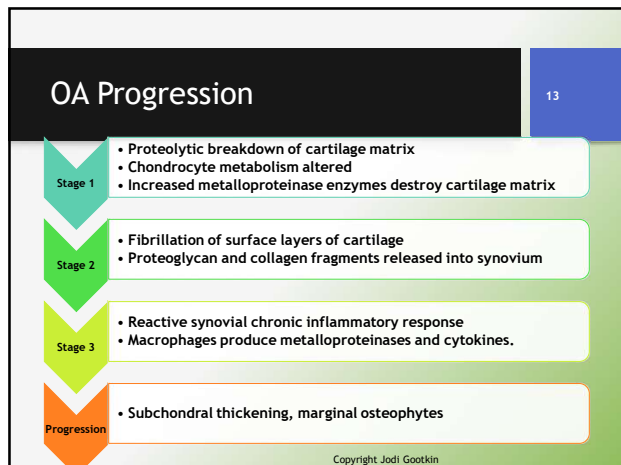 OA Progression
13
Stage 1
• Proteolytic breakdown of cartilage matrix
• Chondrocyte metabolism altered
• Increased metalloproteinase enzymes destroy cartilage matrix
Stage 2
• Fibrillation of surface layers of cartilage
• Proteoglycan and collagen fragments released into synovium
Stage 3
• Reactive synovial chronic inflammatory response
• Macrophages produce metalloproteinases and cytokines.
Progression
• Subchondral thickening, marginal osteophytes
Copyright Jodi Gootkin